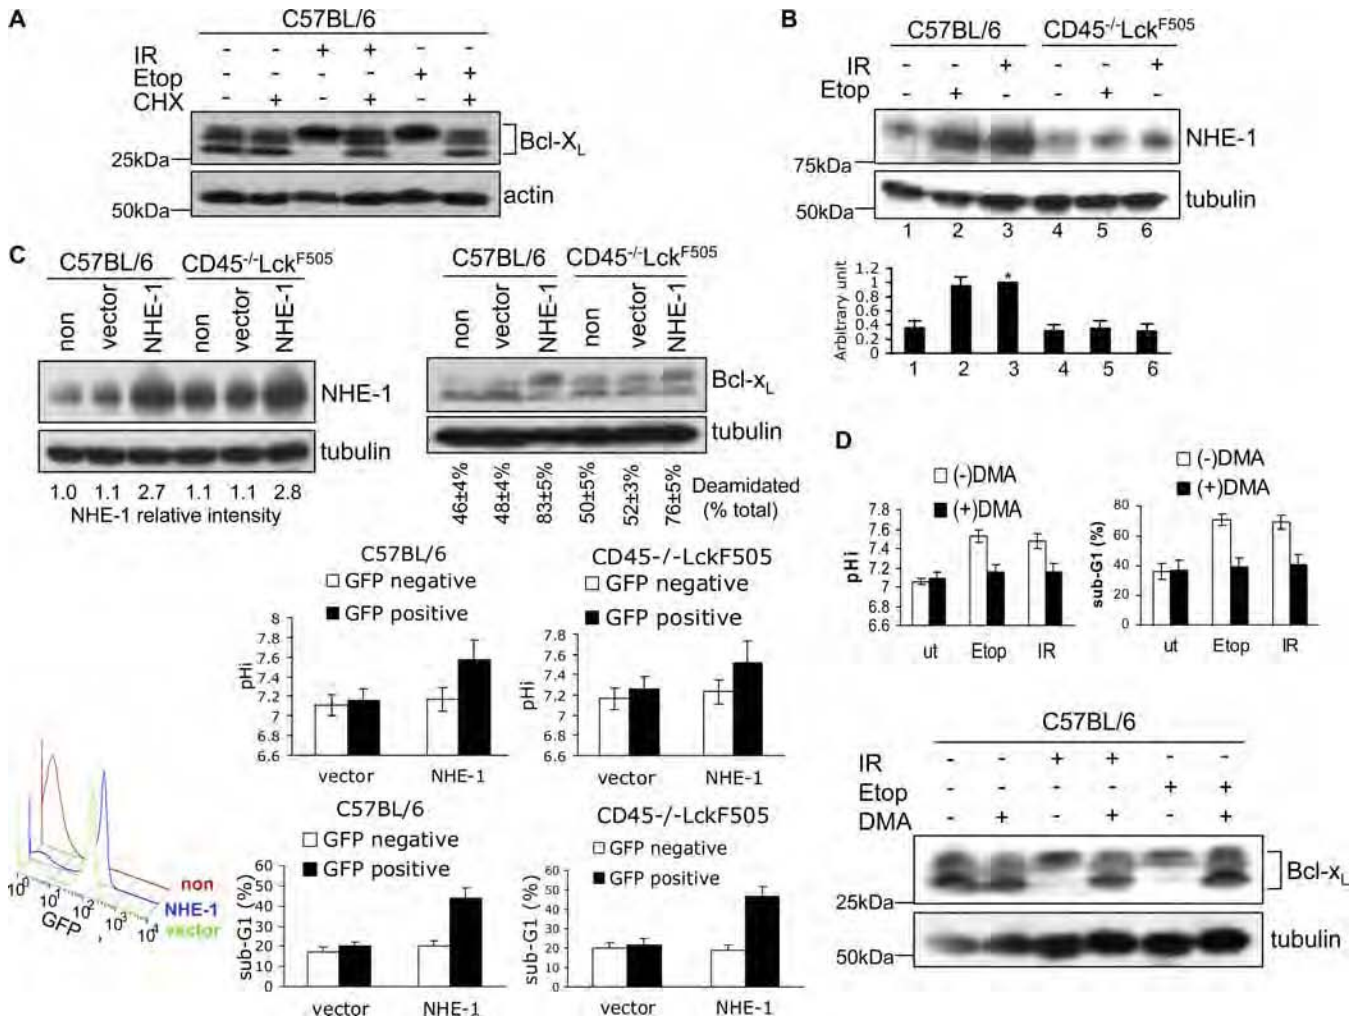 A
C57BL/6
IR - - + + - -
Etop - - - - + +
CHX - + - + - +
Bcl-XL
25kDa
actin
50kDa
B
C57BL/6 CD45-/-LckF505
IR - - + - - +
Etop - + - - + -
NHE-1
75kDa
tubulin
50kDa
1 2 3 4 5 6
Arbitrary unit
1.2
1
0.8
0.6
0.4
0.2
0
*
1 2 3 4 5 6
C
C57BL/6 CD45-/-LckF505
non vector NHE-1 non vector NHE-1
NHE-1
tubulin
1.0 1.1 2.7 1.1 1.1 2.8
NHE-1 relative intensity
C57BL/6 CD45-/-LckF505
non vector NHE-1 non vector NHE-1
Bcl-xL
tubulin
46±4% 48±4% 83±5% 50±5% 52±3% 76±5%
Deamidated
(% total)
C57BL/6
GFP negative
GFP positive
pHi
8
7.8
7.6
7.4
7.2
7
6.8
6.6
vector NHE-1
CD45-/-LckF505
GFP negative
GFP positive
pHi
7.8
7.6
7.4
7.2
7
6.8
6.6
vector NHE-1
non
NHE-1
vector
10^0 10^1 10^2 10^3 10^4
GFP
C57BL/6
GFP negative
GFP positive
sub-G1 (%)
60
50
40
30
20
10
0
vector NHE-1
CD45-/-LckF505
GFP negative
GFP positive
sub-G1 (%)
60
50
40
30
20
10
0
vector NHE-1
D
(-)DMA
(+)DMA
pHi
7.8
7.6
7.4
7.2
7
6.8
6.6
ut Etop IR
(-)DMA
(+)DMA
sub-G1 (%)
80
60
40
20
0
ut Etop IR
C57BL/6
IR - - + + - -
Etop - - - - + +
DMA - + - + - +
Bcl-xL
25kDa
tubulin
50kDa